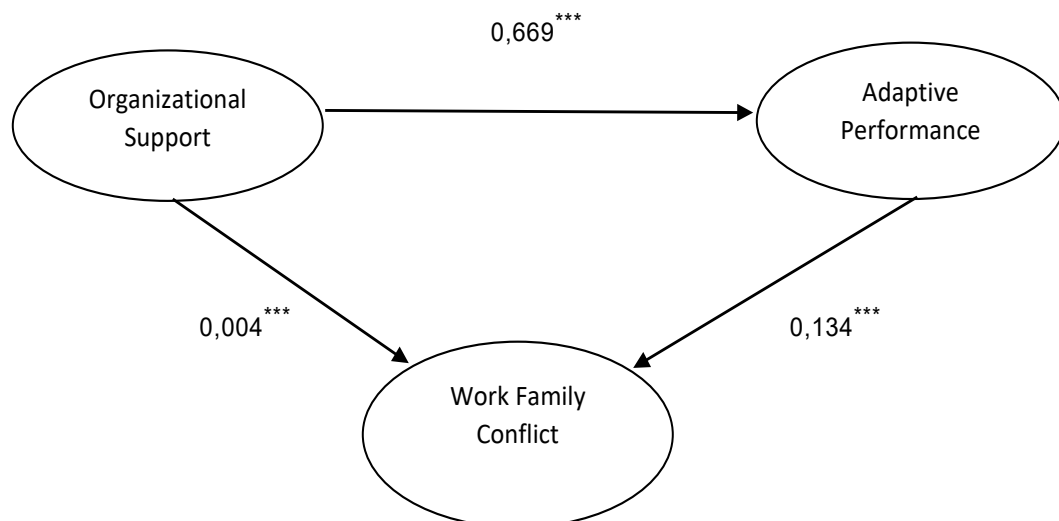 0,669***
Organizational
Support
Adaptive
Performance
0,004***
0,134***
Work Family
Conflict